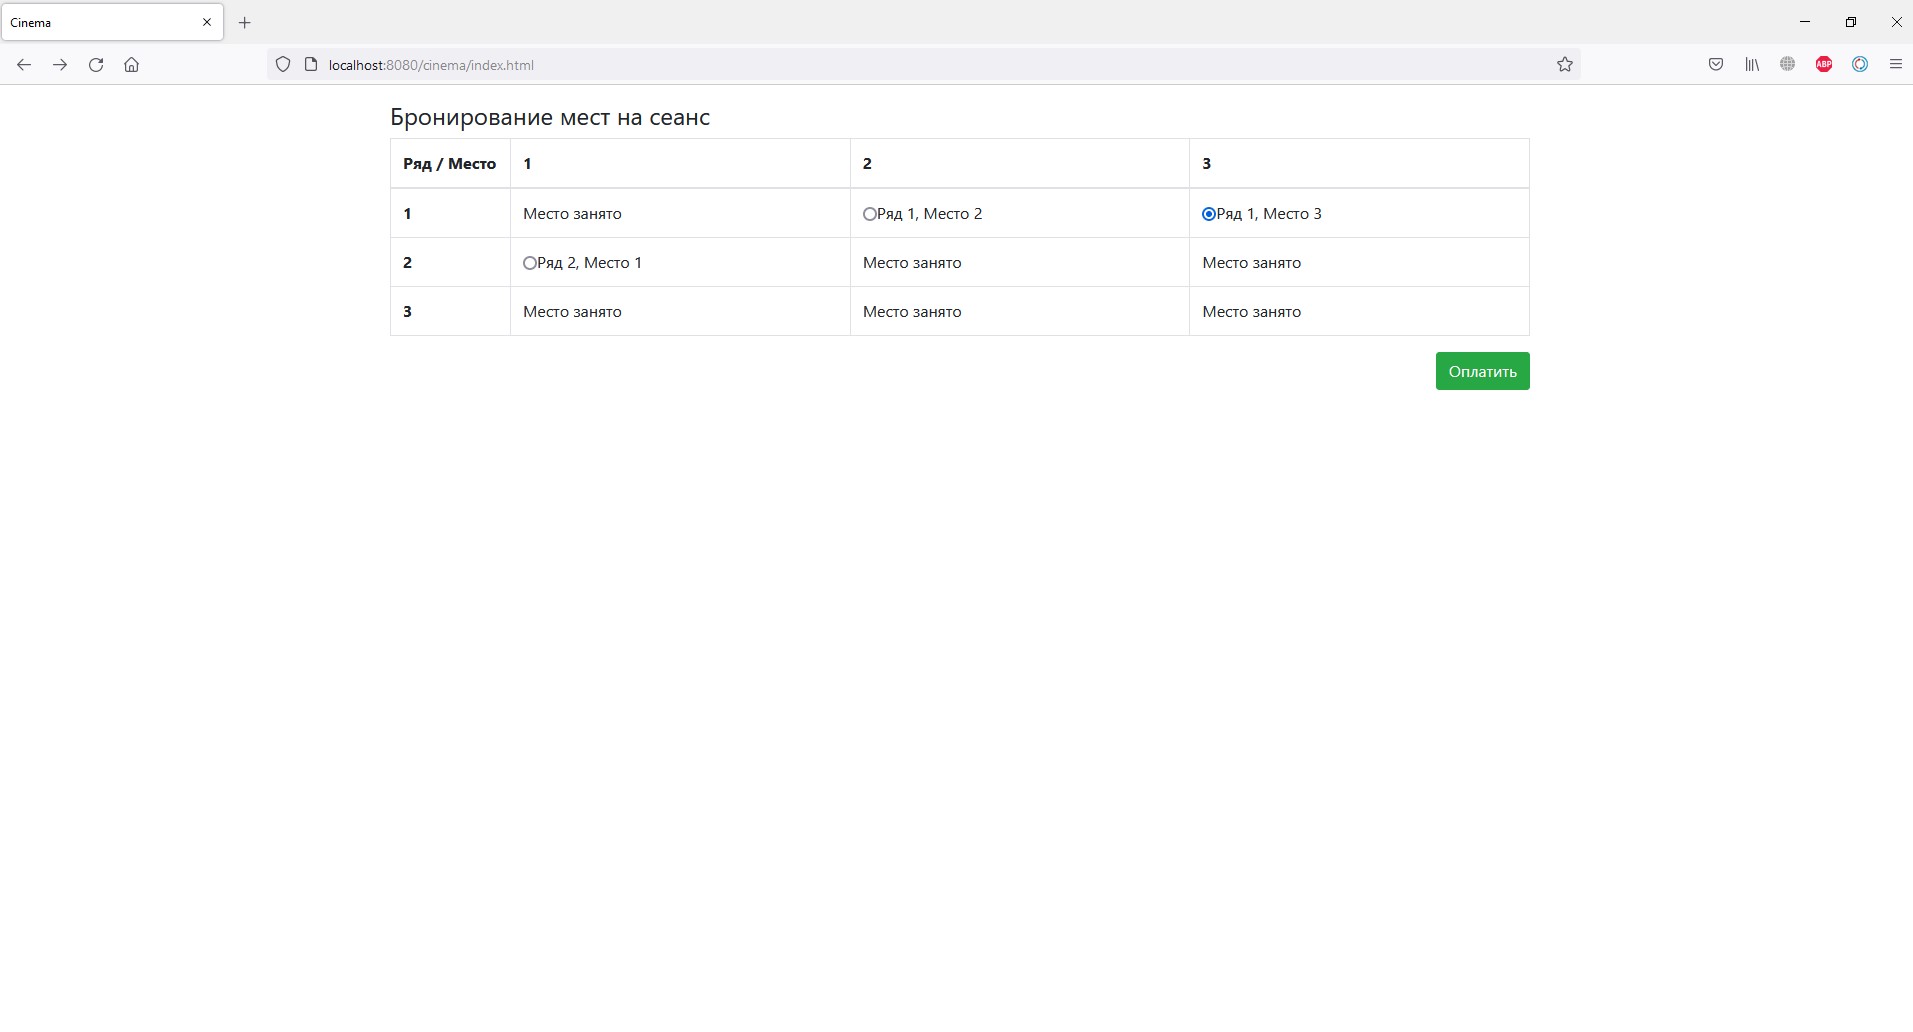 Cinema
localhost:8080/cinema/index.html
ABP
Бронирование мест на сеанс
Ряд / Место 1 2 3
1 Место занято Ряд 1, Место 2 Ряд 1, Место 3
2 Ряд 2, Место 1 Место занято Место занято
3 Место занято Место занято Место занято
Оплатить